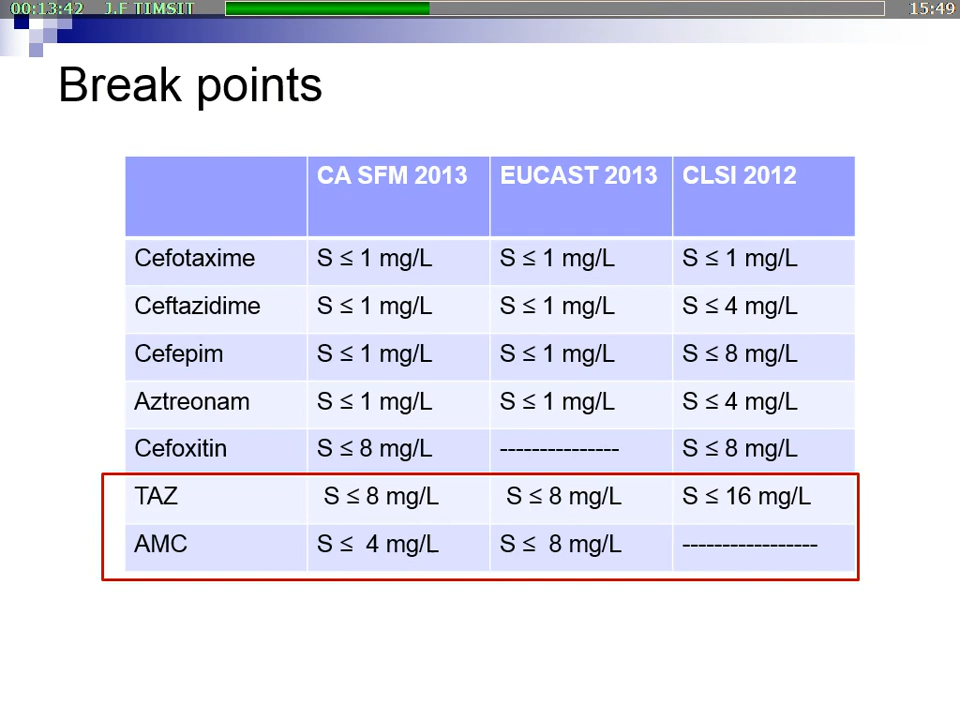 00:13:42 J.F TIMSIT 15:49
Break points
CA SFM 2013 EUCAST 2013 CLSI 2012
Cefotaxime S ≤ 1 mg/L S ≤ 1 mg/L S ≤ 1 mg/L
Ceftazidime S ≤ 1 mg/L S ≤ 1 mg/L S ≤ 4 mg/L
Cefepim S ≤ 1 mg/L S ≤ 1 mg/L S ≤ 8 mg/L
Aztreonam S ≤ 1 mg/L S ≤ 1 mg/L S ≤ 4 mg/L
Cefoxitin S ≤ 8 mg/L --------------- S ≤ 8 mg/L
TAZ S ≤ 8 mg/L S ≤ 8 mg/L S ≤ 16 mg/L
AMC S ≤ 4 mg/L S ≤ 8 mg/L -----------------